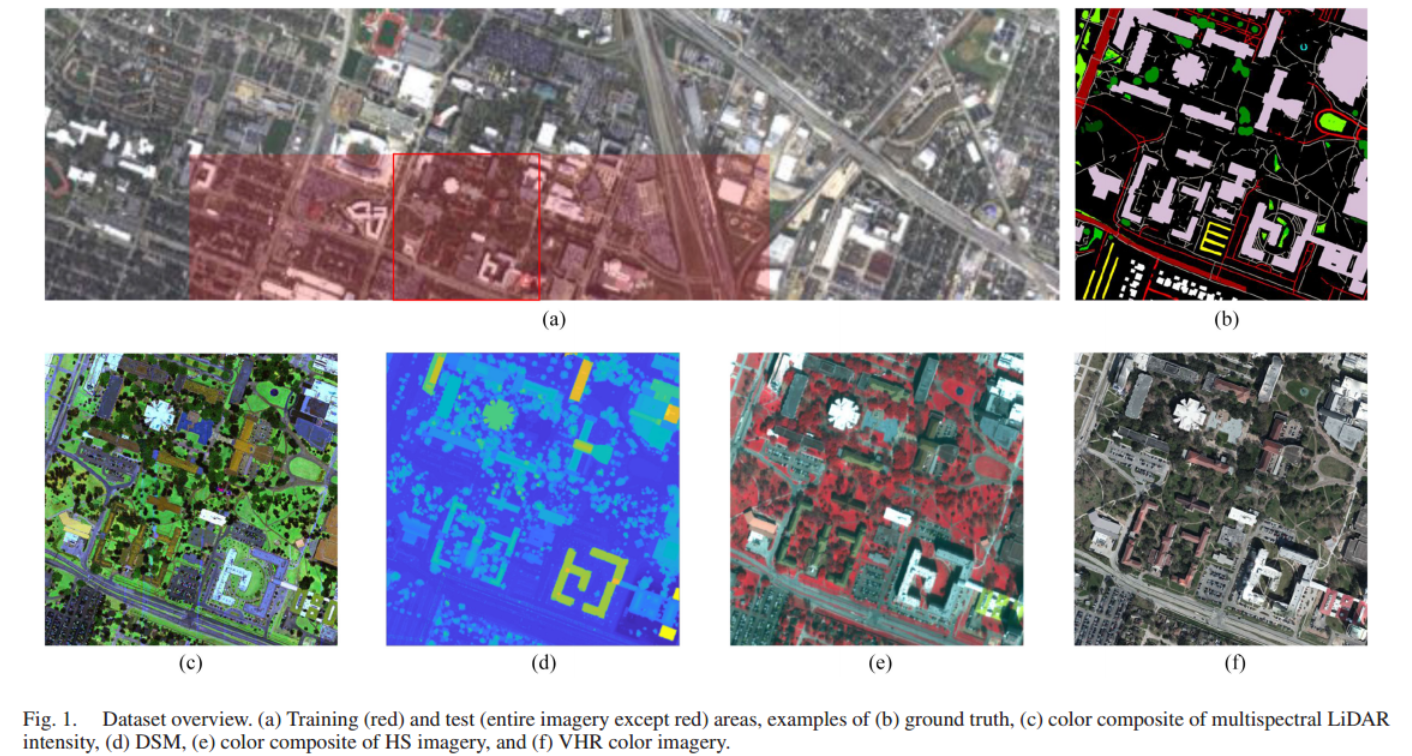 (a)
(b)
(c)
(d)
(e)
(f)
Fig. 1. Dataset overview. (a) Training (red) and test (entire imagery except red) areas, examples of (b) ground truth, (c) color composite of multispectral LiDAR
intensity, (d) DSM, (e) color composite of HS imagery, and (f) VHR color imagery.